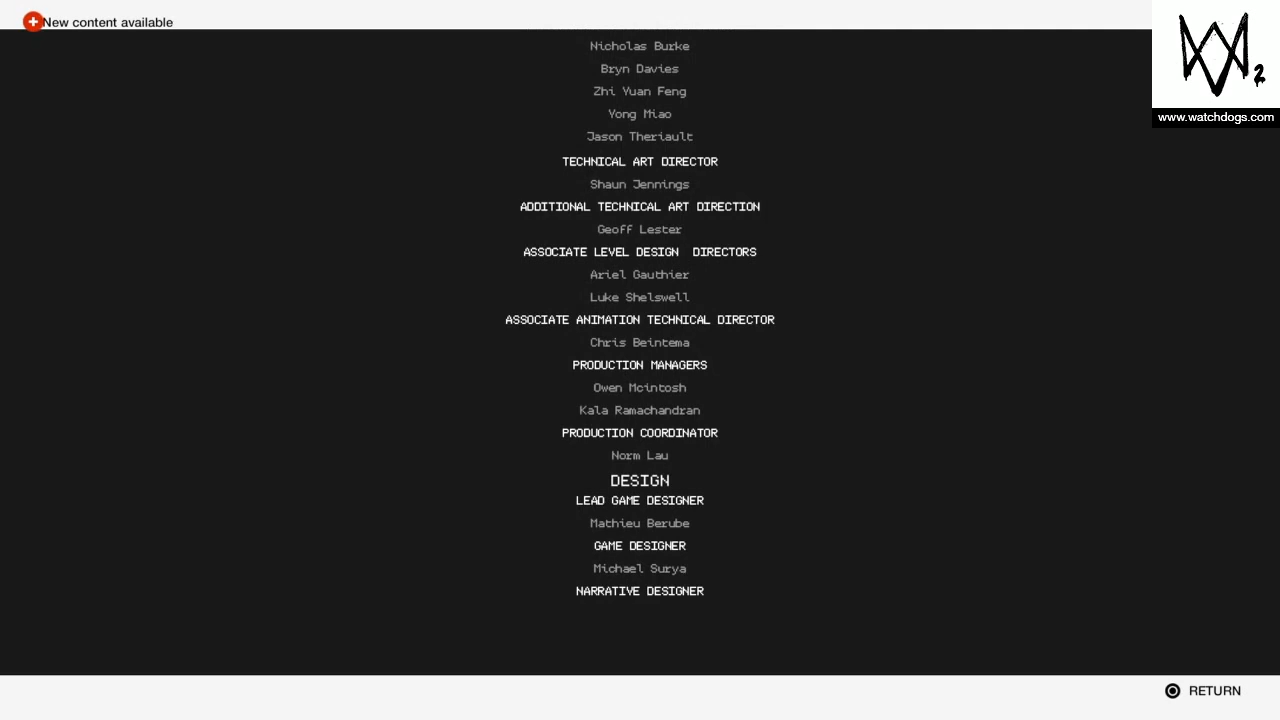 New content available
Nicholas Burke
Bryn Davies
Zhi Yuan Feng
Yong Miao
Jason Theriault
TECHNICAL ART DIRECTOR
Shaun Jennings
ADDITIONAL TECHNICAL ART DIRECTION
Geoff Lester
ASSOCIATE LEVEL DESIGN  DIRECTORS
Ariel Gauthier
Luke Shelswell
ASSOCIATE ANIMATION TECHNICAL DIRECTOR
Chris Beintema
PRODUCTION MANAGERS
Owen Mcintosh
Kala Ramachandran
PRODUCTION COORDINATOR
Norm Lau
DESIGN
LEAD GAME DESIGNER
Mathieu Berube
GAME DESIGNER
Michael Surya
NARRATIVE DESIGNER
2
www.watchdogs.com
RETURN